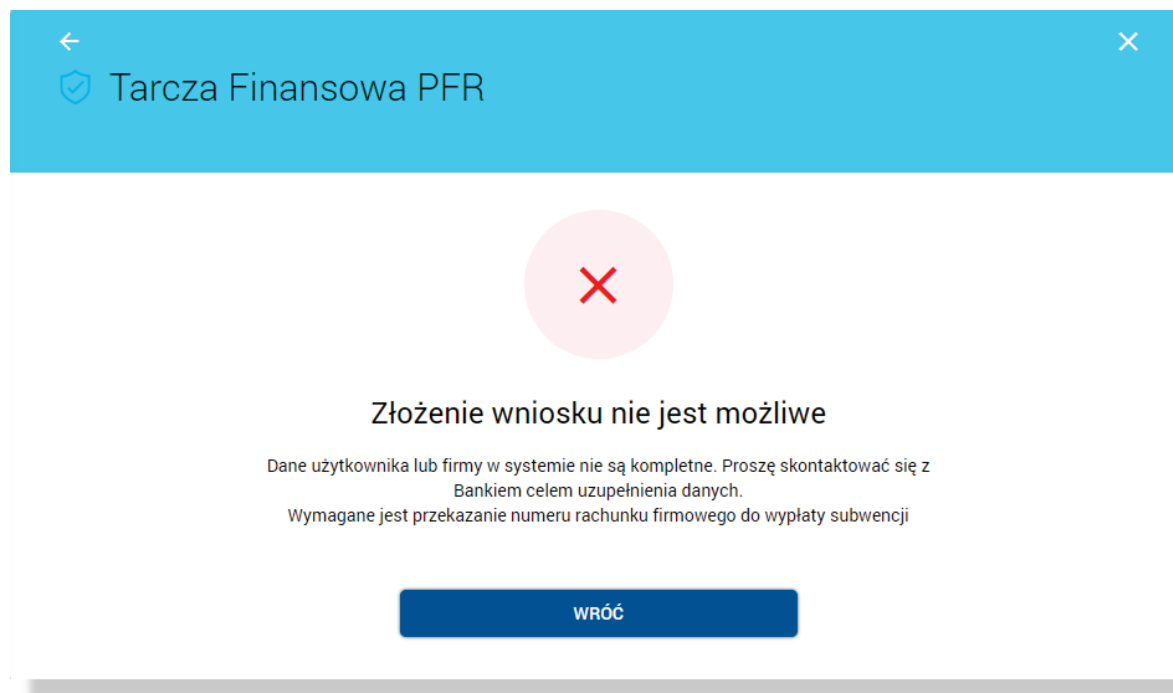 Tarcza Finansowa PFR
Złożenie wniosku nie jest możliwe
Dane użytkownika lub firmy w systemie nie są kompletne. Proszę skontaktować się z
Bankiem celem uzupełnienia danych.
Wymagane jest przekazanie numeru rachunku firmowego do wypłaty subwencji
WRÓĆ